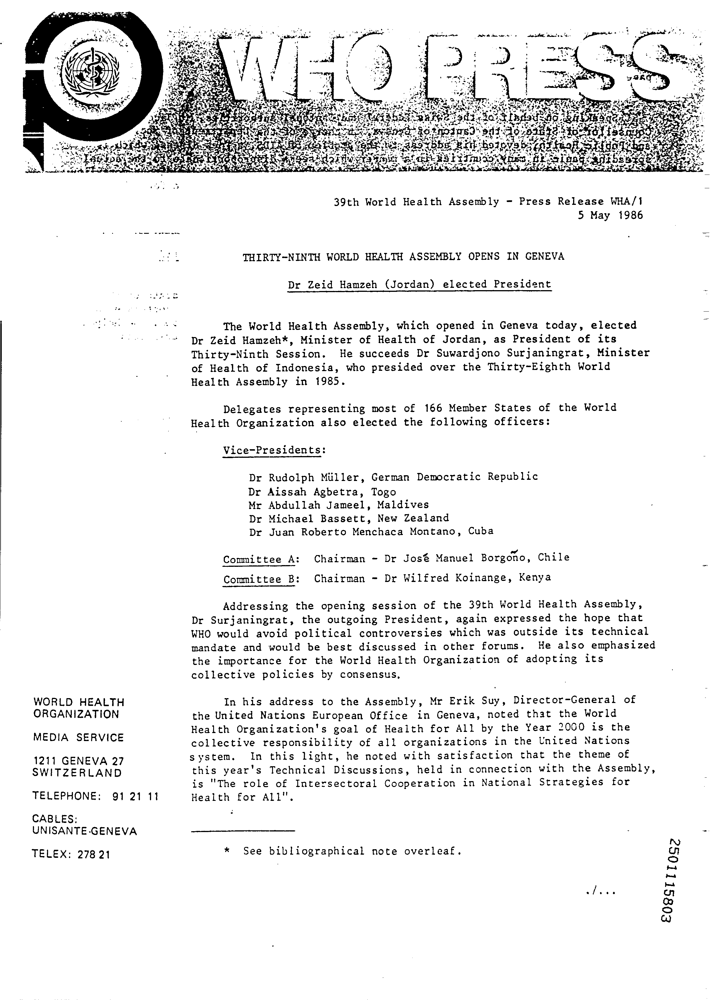 WHO PRESS
39th World Health Assembly - Press Release WHA/1
5 May 1986
THIRTY-NINTH WORLD HEALTH ASSEMBLY OPENS IN GENEVA
Dr Zeid Hamzeh (Jordan) elected President
The World Health Assembly, which opened in Geneva today, elected
Dr Zeid Hamzeh*, Minister of Health of Jordan, as President of its
Thirty-Ninth Session. He succeeds Dr Suwardjono Surjaningrat, Minister
of Health of Indonesia, who presided over the Thirty-Eighth World
Health Assembly in 1985.
Delegates representing most of 166 Member States of the World
Health Organization also elected the following officers:
Vice-Presidents:
Dr Rudolph Müller, German Democratic Republic
Dr Aissah Agbetra, Togo
Mr Abdullah Jameel, Maldives
Dr Michael Bassett, New Zealand
Dr Juan Roberto Menchaca Montano, Cuba
Committee A: Chairman - Dr José Manuel Borgoño, Chile
Committee B: Chairman - Dr Wilfred Koinange, Kenya
Addressing the opening session of the 39th World Health Assembly,
Dr Surjaningrat, the outgoing President, again expressed the hope that
WHO would avoid political controversies which was outside its technical
mandate and would be best discussed in other forums. He also emphasized
the importance for the World Health Organization of adopting its
collective policies by consensus.
In his address to the Assembly, Mr Erik Suy, Director-General of
the United Nations European Office in Geneva, noted that the World
Health Organization's goal of Health for All by the Year 2000 is the
collective responsibility of all organizations in the United Nations
system. In this light, he noted with satisfaction that the theme of
this year's Technical Discussions, held in connection with the Assembly,
is "The role of Intersectoral Cooperation in National Strategies for
Health for All".
* See bibliographical note overleaf.
./...
WORLD HEALTH
ORGANIZATION
MEDIA SERVICE
1211 GENEVA 27
SWITZERLAND
TELEPHONE: 91 21 11
CABLES:
UNISANTE-GENEVA
TELEX: 278 21
2501115803